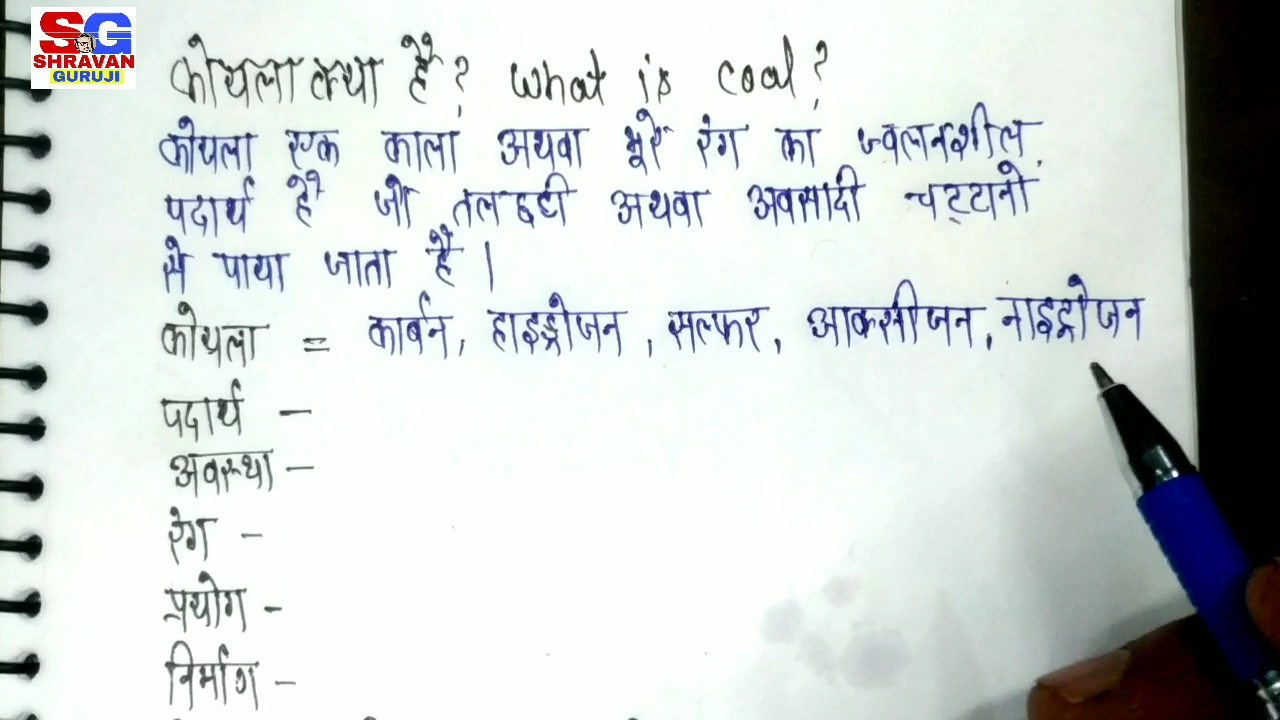 SG
SHRAVAN
GURUJI
कोयला क्या है? What is coal?
कोयला एक काला अथवा भूरे रंग का ज्वलनशील
पदार्थ है जो तलछटी अथवा अवसादी चट्टानो
से पाया जाता है |
कोयला = कार्बन, हाइड्रोजन, सल्फर, आक्सीजन, नाइट्रोजन
पदार्थ -
अवस्था -
रंग -
प्रयोग -
निर्माण -